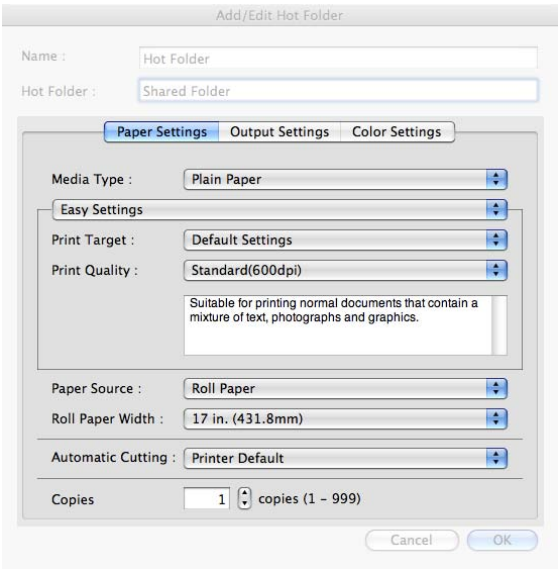 Add/Edit Hot Folder
Name : Hot Folder
Hot Folder : Shared Folder
Paper Settings Output Settings Color Settings
Media Type : Plain Paper
Easy Settings
Print Target : Default Settings
Print Quality : Standard(600dpi)
Suitable for printing normal documents that contain a
mixture of text, photographs and graphics.
Paper Source : Roll Paper
Roll Paper Width : 17 in. (431.8mm)
Automatic Cutting : Printer Default
Copies 1 copies (1 – 999)
Cancel OK